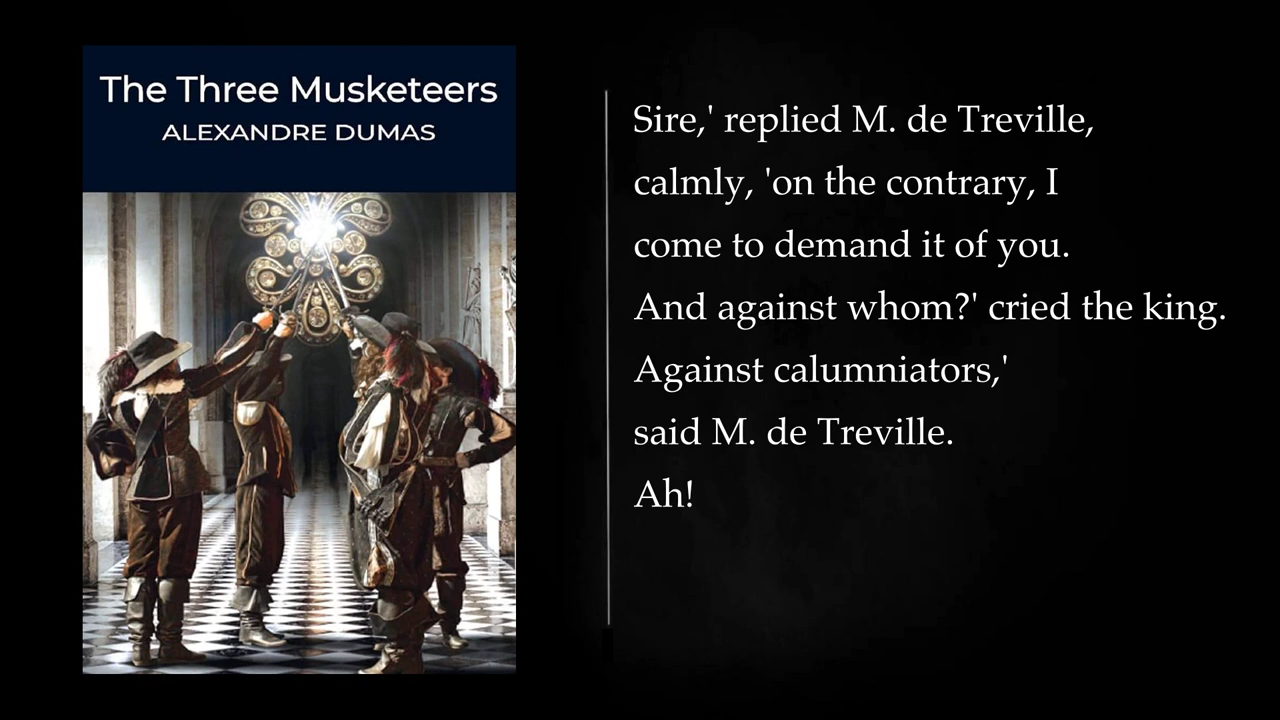 The Three Musketeers
ALEXANDRE DUMAS
Sire,' replied M. de Treville,
calmly, 'on the contrary, I
come to demand it of you.
And against whom?' cried the king.
Against calumniators,'
said M. de Treville.
Ah!